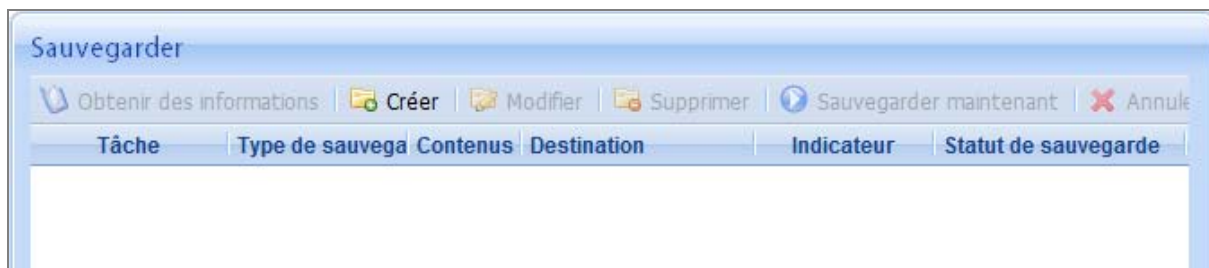 Sauvegarder
Obtenir des informations Créer Modifier Supprimer Sauvegarder maintenant Annule
Tâche Type de sauvega Contenus Destination Indicateur Statut de sauvegarde